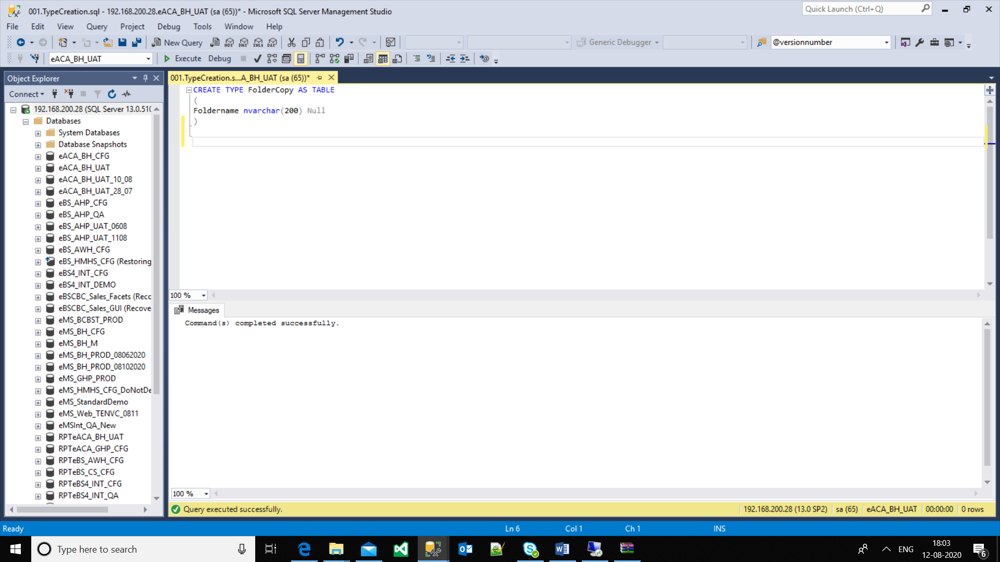 001.TypeCreation.sql - 192.168.200.28.eACA_BH_UAT (sa (65))* - Microsoft SQL Server Management Studio
Quick Launch (Ctrl+Q)
File Edit View Query Project Debug Tools Window Help
New Query MDX DMX XMLA DAX Generic Debugger @versionnumber
eACA_BH_UAT Execute Debug
Object Explorer
Connect
192.168.200.28 (SQL Server 13.0.510
Databases
System Databases
Database Snapshots
eACA_BH_CFG
eACA_BH_UAT
eACA_BH_UAT_10_08
eACA_BH_UAT_28_07
eBS_AHP_CFG
eBS_AHP_QA
eBS_AHP_UAT_0608
eBS_AHP_UAT_1108
eBS_AWH_CFG
eBS_HMHS_CFG (Restoring
eBS4_INT_CFG
eBS4_INT_DEMO
eBSCBC_Sales_Facets (Recc
eBSCBC_Sales_GUI (Recove
eMS_BCBST_PROD
eMS_BH_CFG
eMS_BH_M
eMS_BH_PROD_08062020
eMS_BH_PROD_08102020
eMS_GHP_PROD
eMS_HMHS_CFG_DoNotDe
eMS_StandardDemo
eMS_Web_TENVC_0811
eMSInt_QA_New
RPTeACA_BH_UAT
RPTeACA_GHP_CFG
RPTeBS_AWH_CFG
RPTeBS_CS_CFG
RPTeBS4_INT_CFG
RPTeBS4_INT_QA
001.TypeCreation.s...A_BH_UAT (sa (65))*
CREATE TYPE FolderCopy AS TABLE
(
Foldername nvarchar(200) Null
)
100 %
Messages
Command(s) completed successfully.
100 %
Query executed successfully. 192.168.200.28 (13.0 SP2) sa (65) eACA_BH_UAT 00:00:00 0 rows
Ready Ln 6 Col 1 Ch 1 INS
Type here to search
ENG
18:03
12-08-2020
6